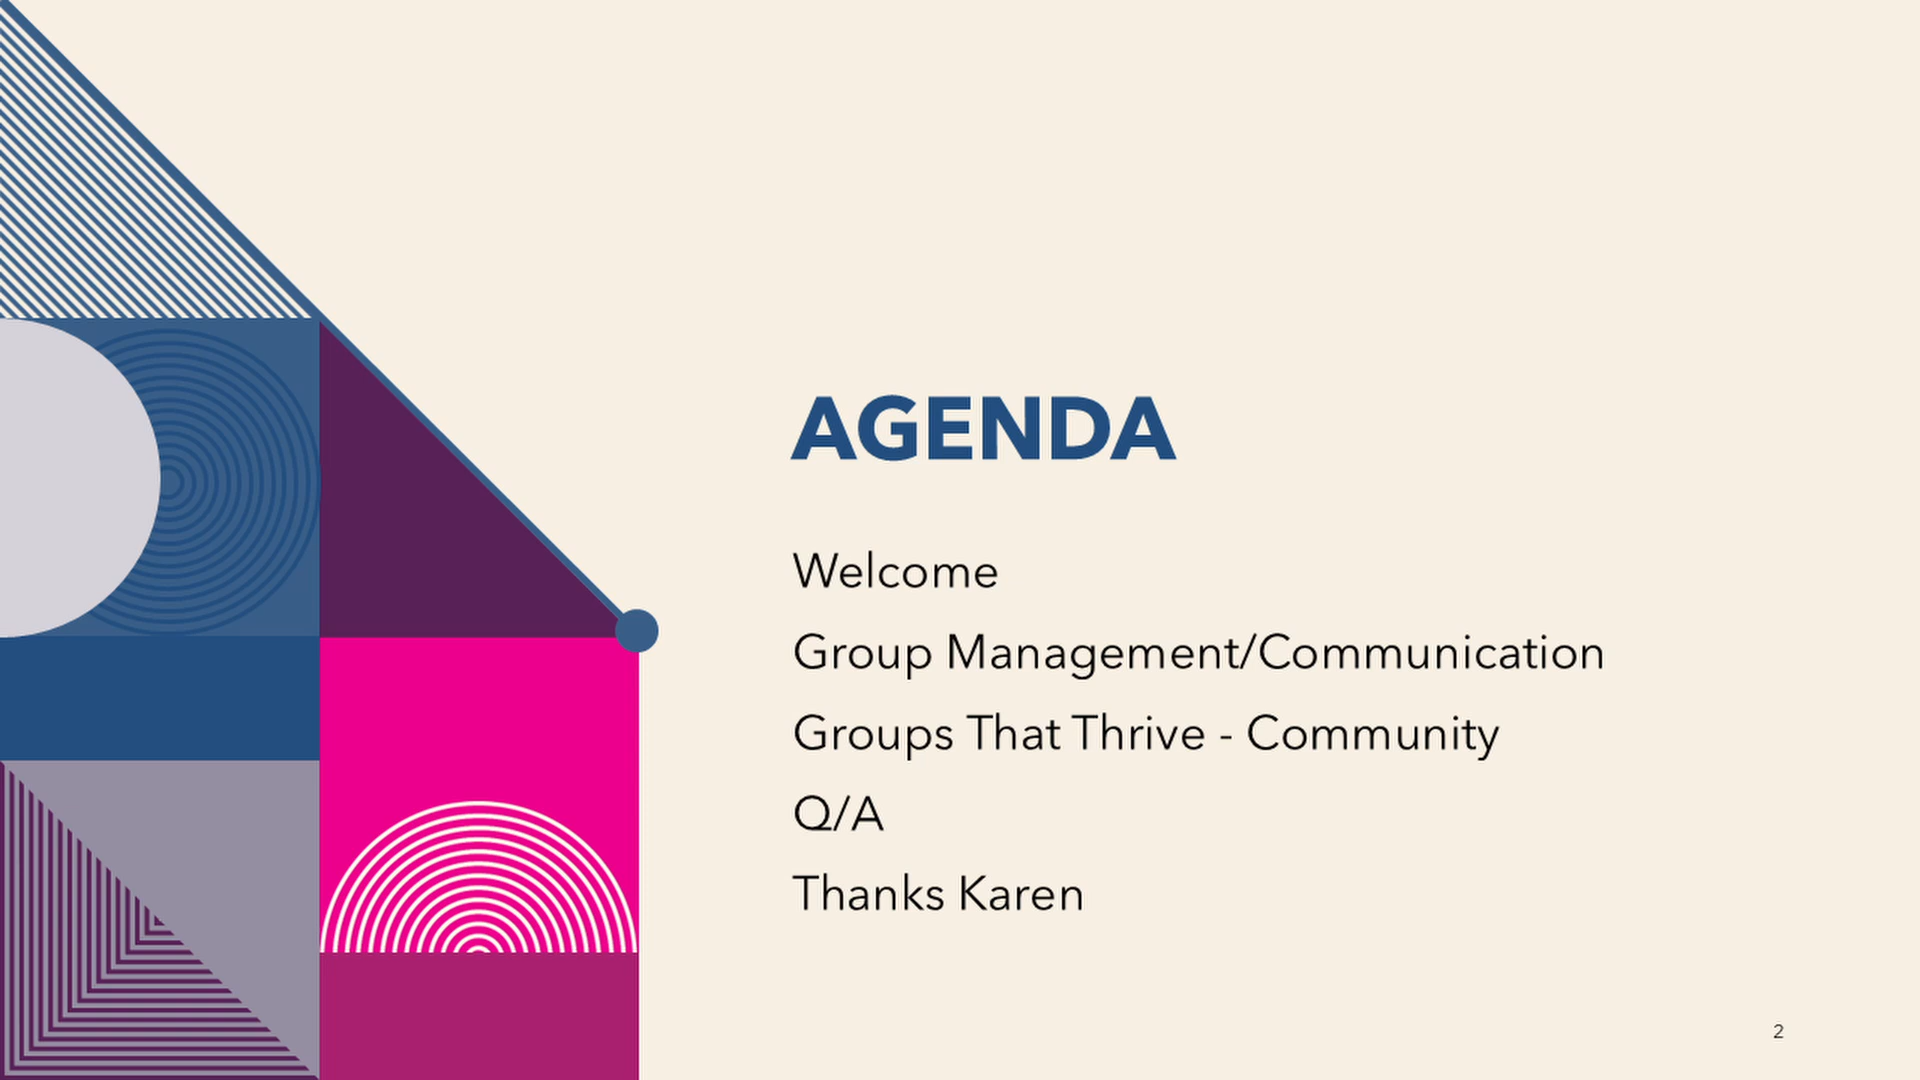 AGENDA
Welcome
Group Management/Communication
Groups That Thrive - Community
Q/A
Thanks Karen
2